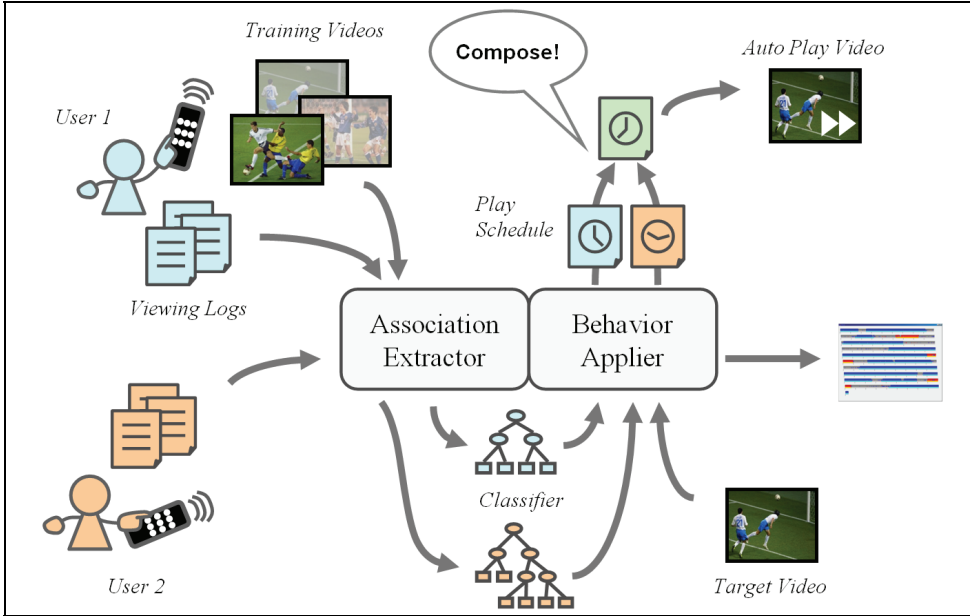 Training Videos
Compose!
Auto Play Video
User 1
Play
Schedule
Viewing Logs
Association
Extractor
Behavior
Applier
Classifier
User 2
Target Video